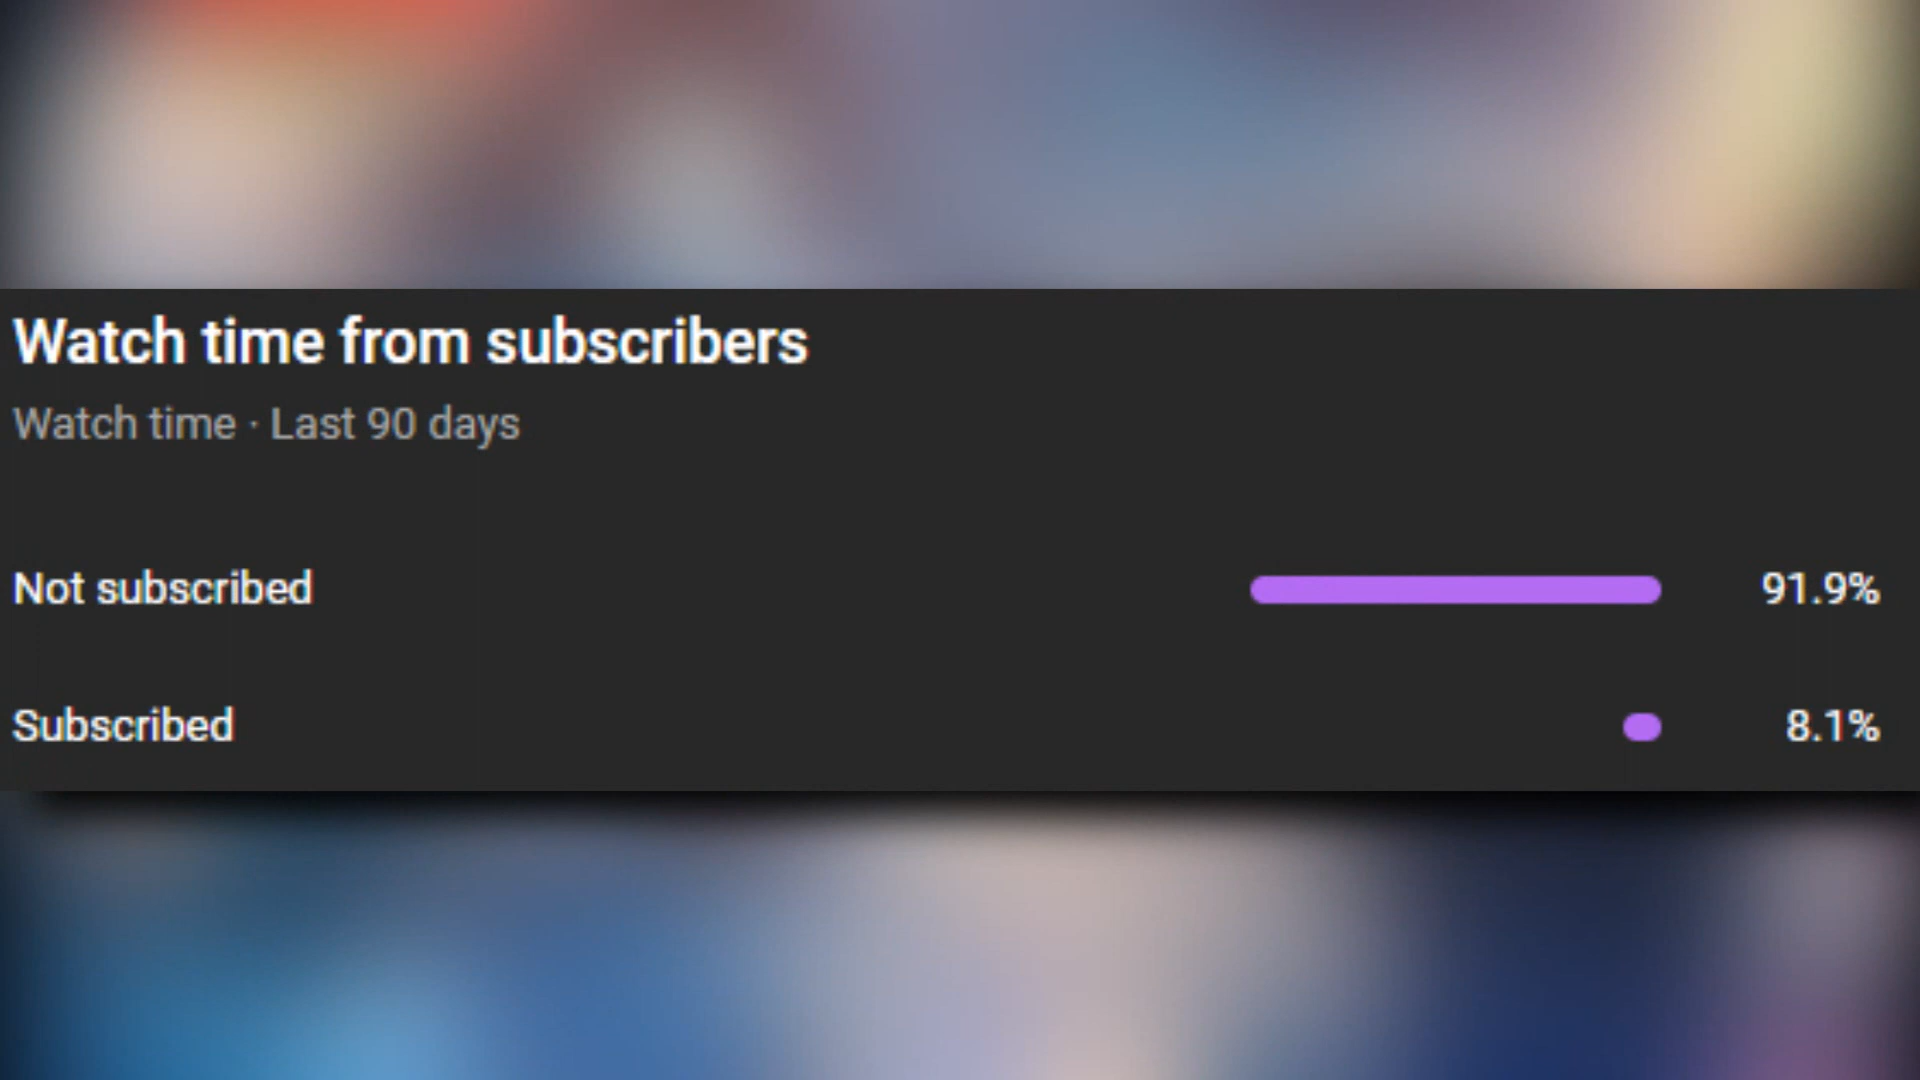 Watch time from subscribers
Watch time · Last 90 days
Not subscribed 91.9%
Subscribed 8.1%